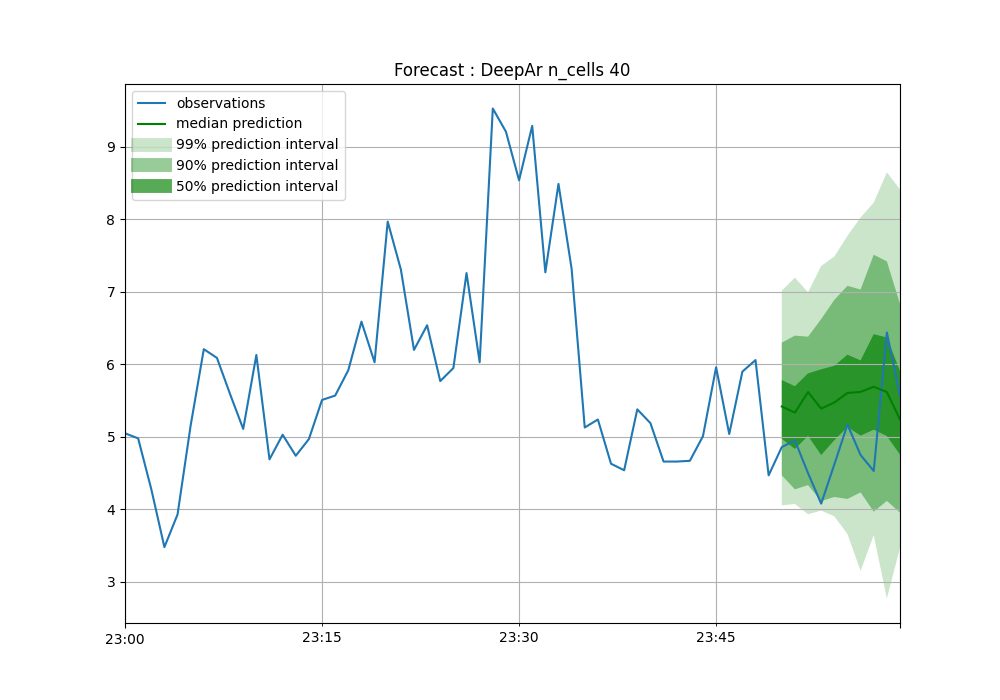 Forecast : DeepAr n_cells 40
observations
median prediction
99% prediction interval
90% prediction interval
50% prediction interval
9
8
7
6
5
4
3
23:00
23:15
23:30
23:45